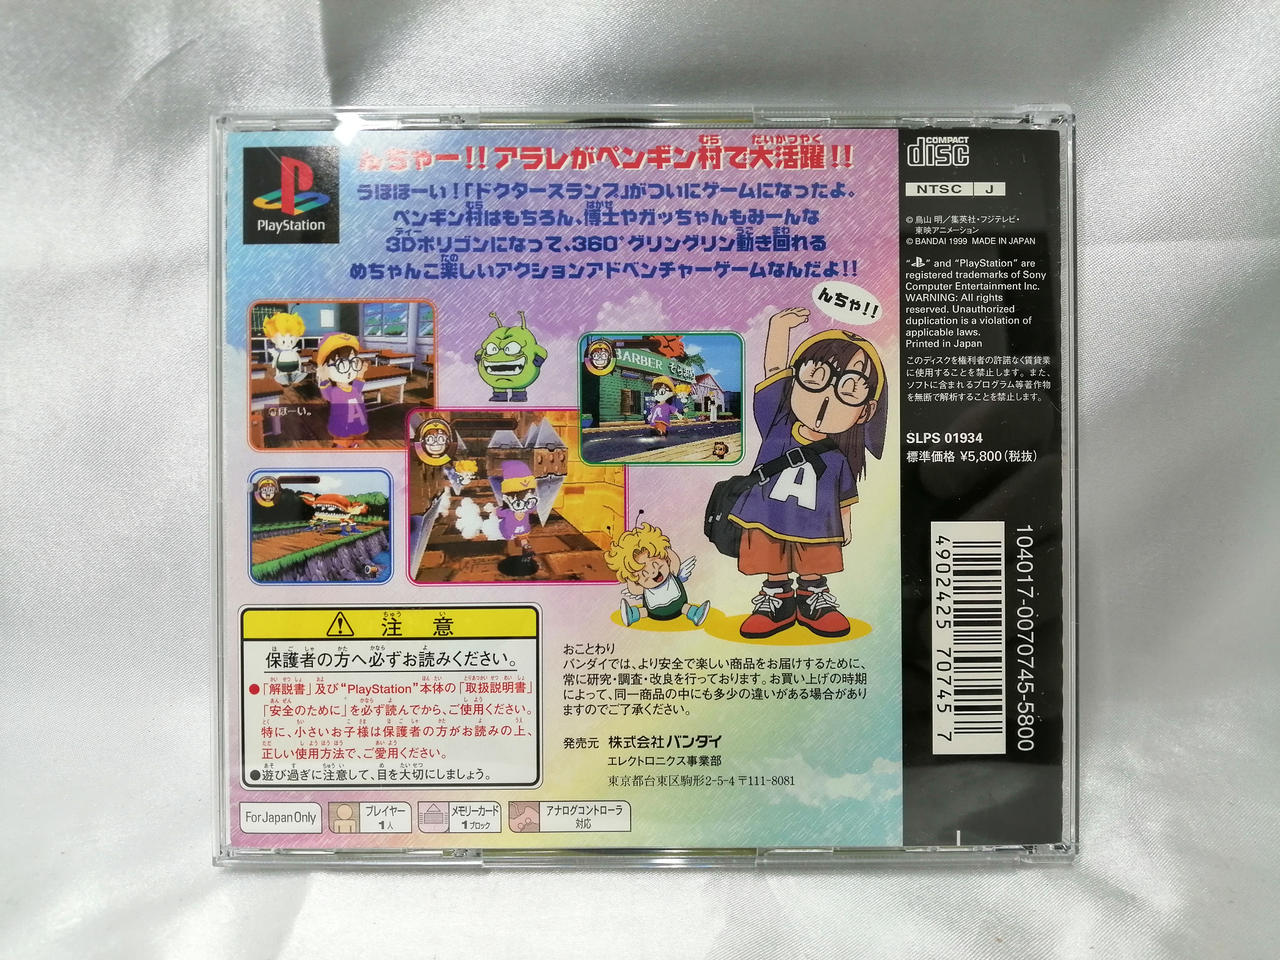 PlayStation
んちゃー!! アラレがペンギン村で大活躍!!
うほほーい!「ドクタースランプ」がついにゲームになったよ。
ペンギン村はもちろん、博士やガッちゃんもみーんな
3Dポリゴンになって、360°グリングリン動き回れる
めちゃんこ楽しいアクションアドベンチャーゲームなんだよ!!
んちゃ!!
BARBER
A
注意
保護者の方へ必ずお読みください。
●「解説書」及び“PlayStation”本体の「取扱説明書」
「安全のために」を必ず読んでから、ご使用ください。
特に、小さいお子様は保護者の方がお読みの上、
正しい使用方法で、ご愛用ください。
●遊び過ぎに注意して、目を大切にしましょう。
おことわり
バンダイでは、より安全で楽しい商品をお届けするために、
常に研究・調査・改良を行っております。お買い上げの時期
によって、同一商品の中にも多少の違いがある場合があり
ますのでご了承ください。
発売元 株式会社バンダイ
エレクトロニクス事業部
東京都台東区駒形2-5-4 〒111-8081
For Japan Only
プレイヤー
1人
メモリーカード
1ブロック
アナログコントローラ
対応
COMPACT
disc
NTSC J
© 鳥山 明/集英社・フジテレビ・
東映アニメーション
© BANDAI 1999 MADE IN JAPAN
“ ” and “PlayStation” are
registered trademarks of Sony
Computer Entertainment Inc.
WARNING: All rights
reserved. Unauthorized
duplication is a violation of
applicable laws.
Printed in Japan
このディスクを権利者の許諾なく賃貸業
に使用することを禁止します。また、
ソフトに含まれるプログラム等著作物
を無断で解析することを禁止します。
SLPS 01934
標準価格 ¥5,800(税抜)
104017-0070745-5800
4902425 707457